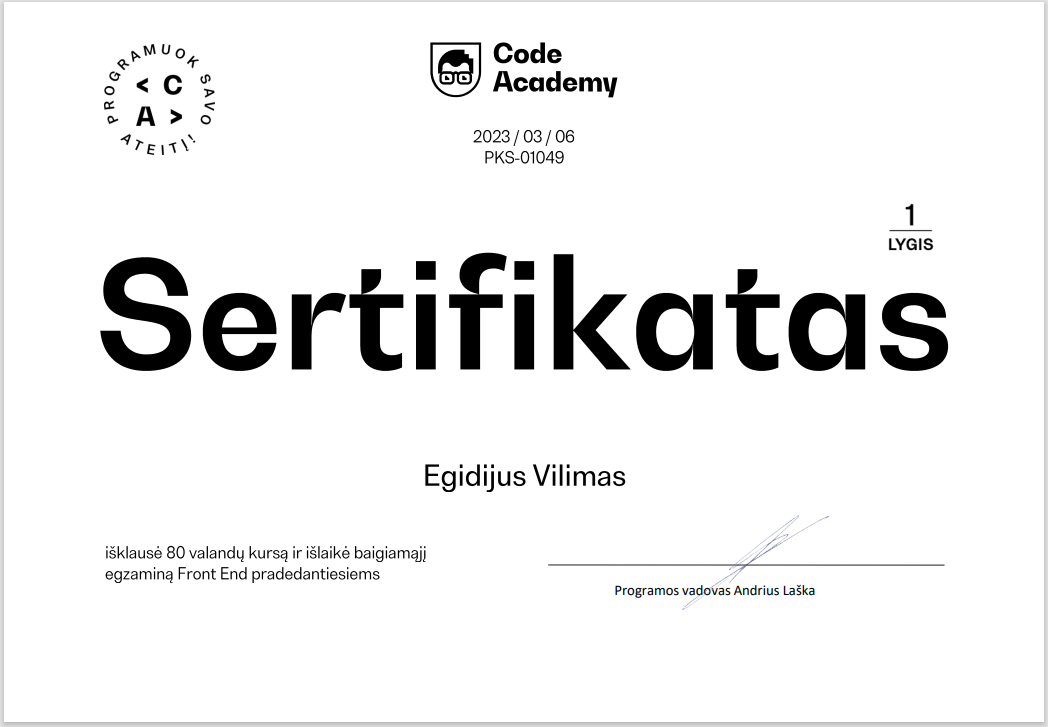 PROGRAMUOK SAVO ATEITĮ!
< C
A >
Code
Academy
2023 / 03 / 06
PKS-01049
1
LYGIS
Sertifikatas
Egidijus Vilimas
išklausė 80 valandų kursą ir išlaikė baigiamąjį
egzaminą Front End pradedantiesiems
Programos vadovas Andrius Laška